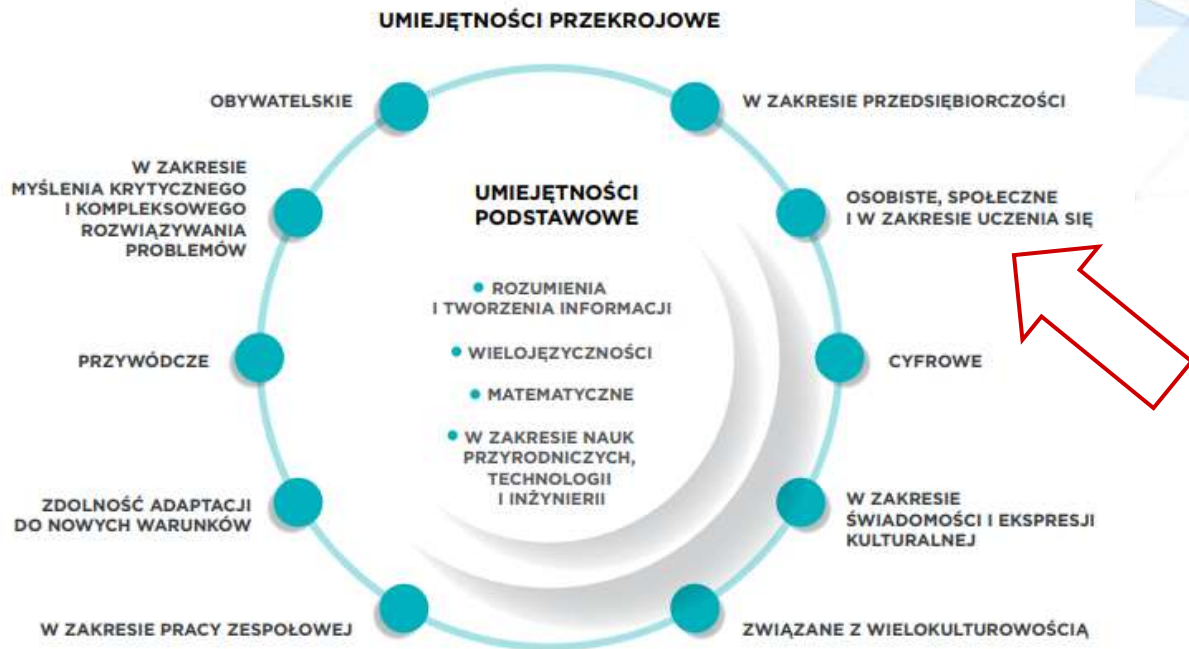 UMIEJĘTNOŚCI PRZEKROJOWE
OBYWATELSKIE
W ZAKRESIE
MYŚLENIA KRYTYCZNEGO
I KOMPLEKSOWEGO
ROZWIĄZYWANIA
PROBLEMÓW
PRZYWÓDCZE
ZDOLNOŚĆ ADAPTACJI
DO NOWYCH WARUNKÓW
W ZAKRESIE PRACY ZESPOŁOWEJ
UMIEJĘTNOŚCI
PODSTAWOWE
• ROZUMIENIA
I TWORZENIA INFORMACJI
• WIELOJĘZYCZNOŚCI
• MATEMATYCZNE
• W ZAKRESIE NAUK
PRZYRODNICZYCH,
TECHNOLOGII
I INŻYNIERII
W ZAKRESIE PRZEDSIĘBIORCZOŚCI
OSOBISTE, SPOŁECZNE
I W ZAKRESIE UCZENIA SIĘ
CYFROWE
W ZAKRESIE
ŚWIADOMOŚCI I EKSPRESJI
KULTURALNEJ
ZWIĄZANE Z WIELOKULTUROWOŚCIĄ